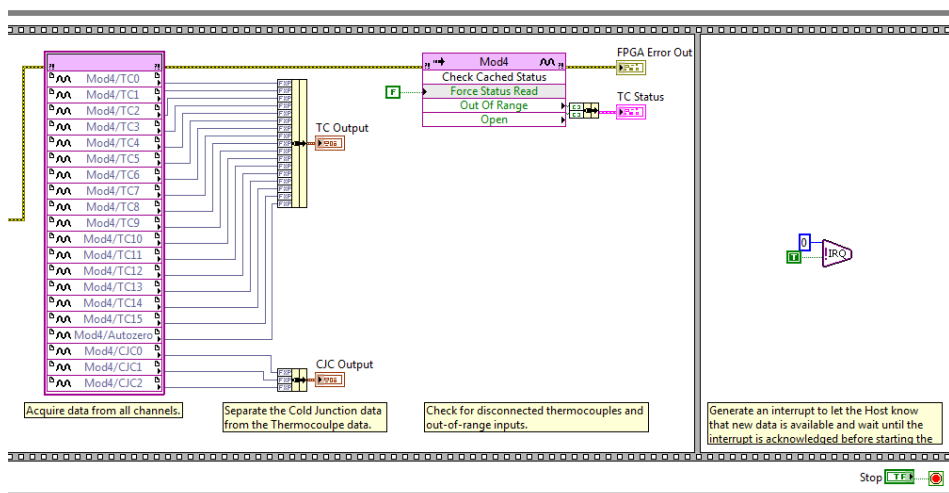 Mod4/TC0
Mod4/TC1
Mod4/TC2
Mod4/TC3
Mod4/TC4
Mod4/TC5
Mod4/TC6
Mod4/TC7
Mod4/TC8
Mod4/TC9
Mod4/TC10
Mod4/TC11
Mod4/TC12
Mod4/TC13
Mod4/TC14
Mod4/TC15
Mod4/Autozero
Mod4/CJC0
Mod4/CJC1
Mod4/CJC2
Acquire data from all channels.
TC Output
CJC Output
Separate the Cold Junction data
from the Thermocoulpe data.
Mod4
Check Cached Status
Force Status Read
Out Of Range
Open
F
FPGA Error Out
TC Status
Check for disconnected thermocouples and
out-of-range inputs.
0
T
!IRQ
Generate an interrupt to let the Host know
that new data is available and wait until the
interrupt is acknowledged before starting the
Stop
TF